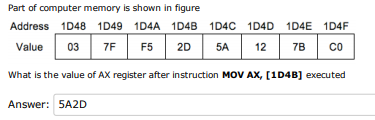 Part of computer memory is shown in figure
Address 1D48 1D49 1D4A 1D4B 1D4C 1D4D 1D4E 1D4F
Value 03 7F F5 2D 5A 12 7B C0
What is the value of AX register after instruction MOV AX, [1D4B] executed
Answer: 5A2D